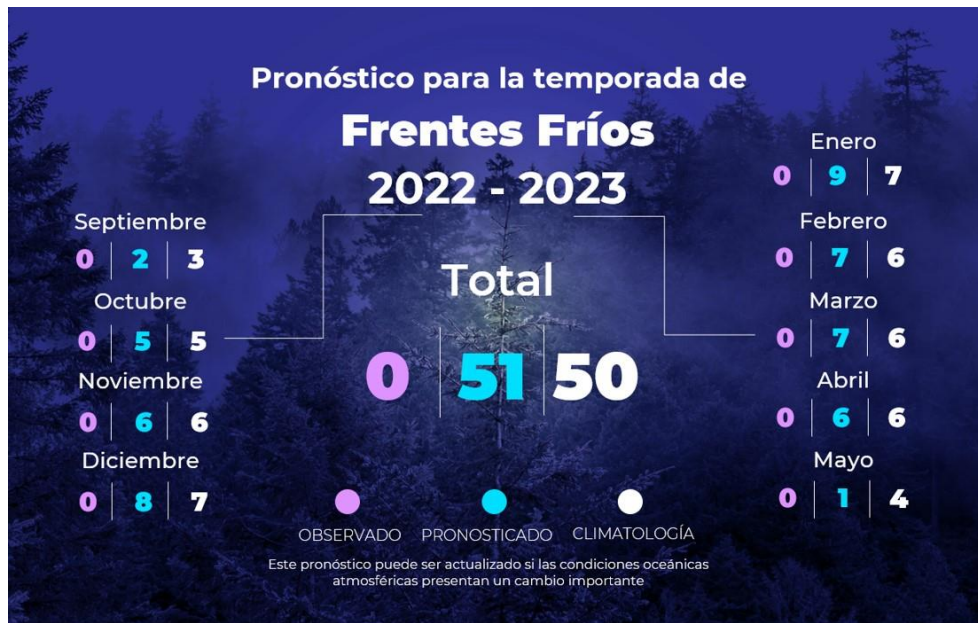 Pronóstico para la temporada de
Frentes Fríos
2022 - 2023
Septiembre
0 2 3
Octubre
0 5 5
Noviembre
0 6 6
Diciembre
0 8 7
Total
0 51 50
Enero
0 9 7
Febrero
0 7 6
Marzo
0 7 6
Abril
0 6 6
Mayo
0 1 4
OBSERVADO PRONOSTICADO CLIMATOLOGÍA
Este pronóstico puede ser actualizado si las condiciones oceánicas
atmosféricas presentan un cambio importante